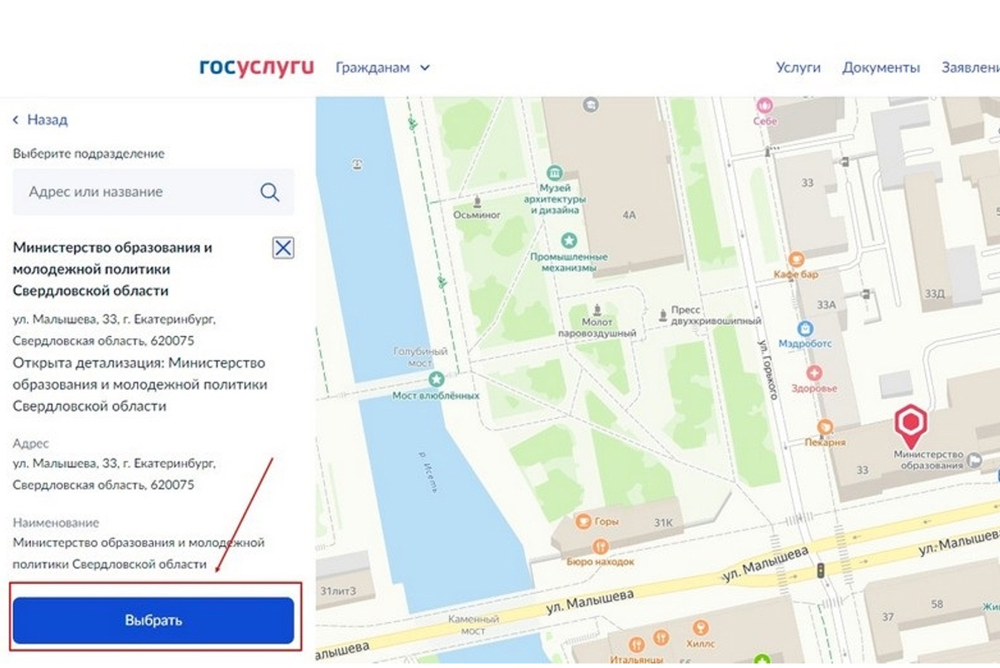 госуслуги
Гражданам
Услуги
Документы
Назад
Выберите подразделение
Адрес или название
Министерство образования и
молодежной политики
Свердловской области
ул. Малышева, 33, г. Екатеринбург,
Свердловская область, 620075
Открыта детализация: Министерство
образования и молодежной политики
Свердловской области
Адрес
ул. Малышева, 33, г. Екатеринбург,
Свердловская область, 620075
Наименование
Министерство образования и молодежной
политики Свердловской области
Выбрать
Себе
33
Музей
архитектуры
и дизайна
Осьминог
4А
Промышленные
механизмы
Кафе бар
33А
33Д
Пресс
двухкривошипный
Молот
паровоздушный
Мэдроботс
Голубиный
мост
Мост влюблённых
ул. Горького
Здоровье
Пекарня
Министерство
образования
33
р. Исеть
Горы
31К
Бюро находок
ул. Малышева
ул. Малышева
ул. Малышева
31литЗ
58
37
Каменный
мост
Хиллс
Итальянцы